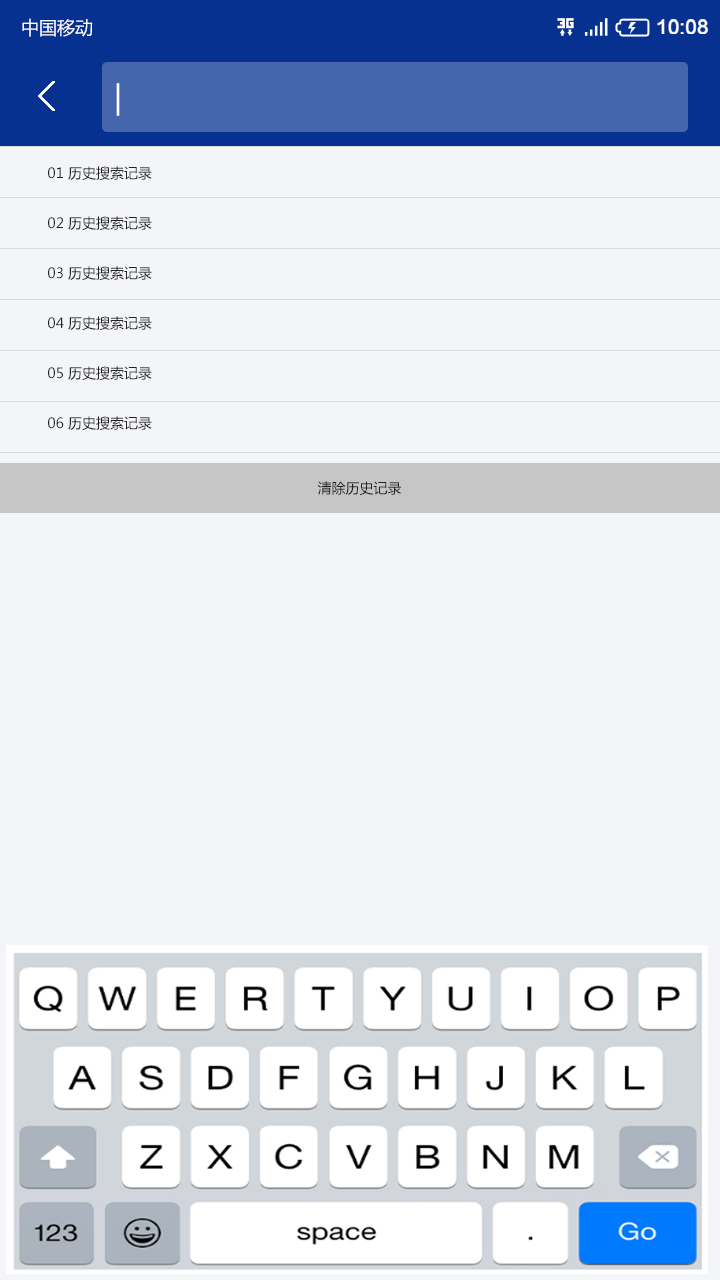 中国移动 3G 10:08
01 历史搜索记录
02 历史搜索记录
03 历史搜索记录
04 历史搜索记录
05 历史搜索记录
06 历史搜索记录
清除历史记录
Q W E R T Y U I O P
A S D F G H J K L
Z X C V B N M
123 space . Go